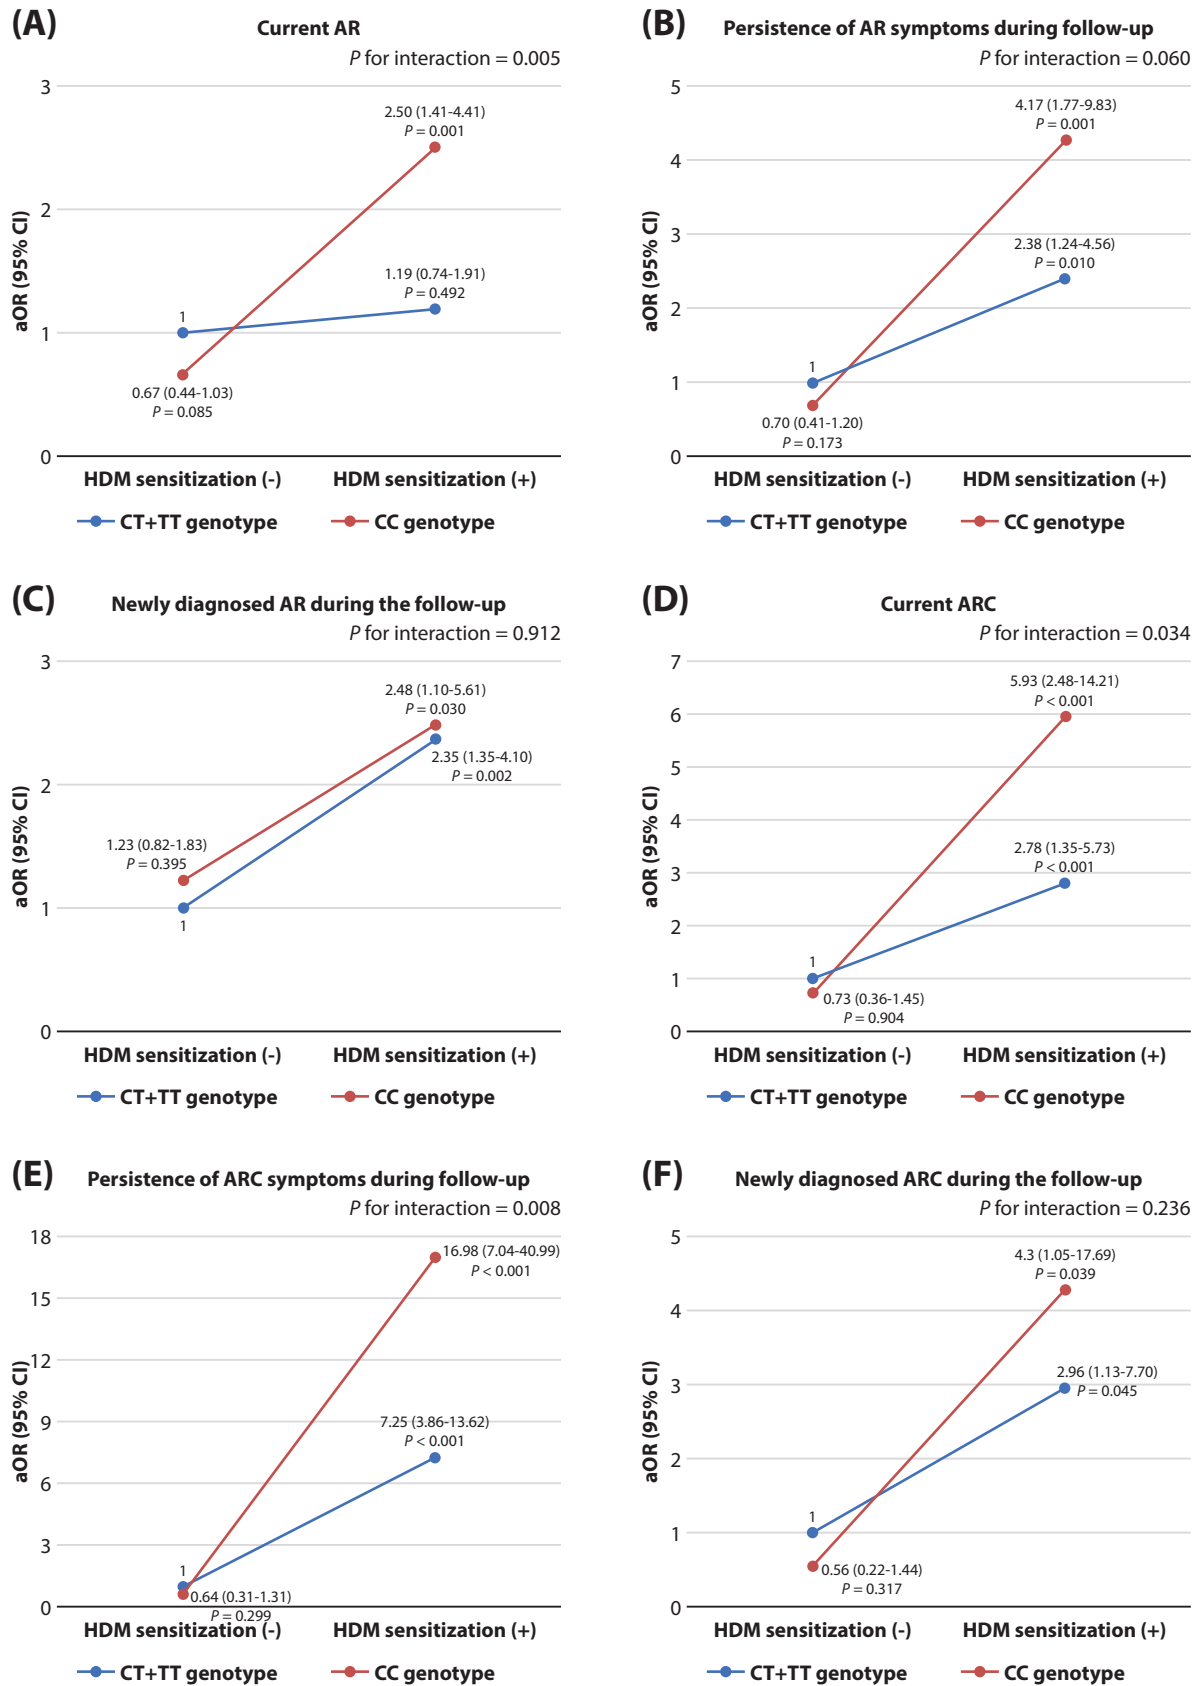 (A)
Current AR
P for interaction = 0.005
3
2
1
0
aOR (95% CI)
2.50 (1.41-4.41)
P = 0.001
1.19 (0.74-1.91)
P = 0.492
1
0.67 (0.44-1.03)
P = 0.085
HDM sensitization (-)
HDM sensitization (+)
CT+TT genotype
CC genotype
(B)
Persistence of AR symptoms during follow-up
P for interaction = 0.060
5
4
3
2
1
0
aOR (95% CI)
4.17 (1.77-9.83)
P = 0.001
2.38 (1.24-4.56)
P = 0.010
1
0.70 (0.41-1.20)
P = 0.173
HDM sensitization (-)
HDM sensitization (+)
CT+TT genotype
CC genotype
(C)
Newly diagnosed AR during the follow-up
P for interaction = 0.912
3
2
1
0
aOR (95% CI)
2.48 (1.10-5.61)
P = 0.030
2.35 (1.35-4.10)
P = 0.002
1.23 (0.82-1.83)
P = 0.395
1
HDM sensitization (-)
HDM sensitization (+)
CT+TT genotype
CC genotype
(D)
Current ARC
P for interaction = 0.034
7
6
5
4
3
2
1
0
aOR (95% CI)
5.93 (2.48-14.21)
P < 0.001
2.78 (1.35-5.73)
P < 0.001
1
0.73 (0.36-1.45)
P = 0.904
HDM sensitization (-)
HDM sensitization (+)
CT+TT genotype
CC genotype
(E)
Persistence of ARC symptoms during follow-up
P for interaction = 0.008
18
15
12
9
6
3
0
aOR (95% CI)
16.98 (7.04-40.99)
P < 0.001
7.25 (3.86-13.62)
P < 0.001
1
0.64 (0.31-1.31)
P = 0.299
HDM sensitization (-)
HDM sensitization (+)
CT+TT genotype
CC genotype
(F)
Newly diagnosed ARC during the follow-up
P for interaction = 0.236
5
4
3
2
1
0
aOR (95% CI)
4.3 (1.05-17.69)
P = 0.039
2.96 (1.13-7.70)
P = 0.045
1
0.56 (0.22-1.44)
P = 0.317
HDM sensitization (-)
HDM sensitization (+)
CT+TT genotype
CC genotype